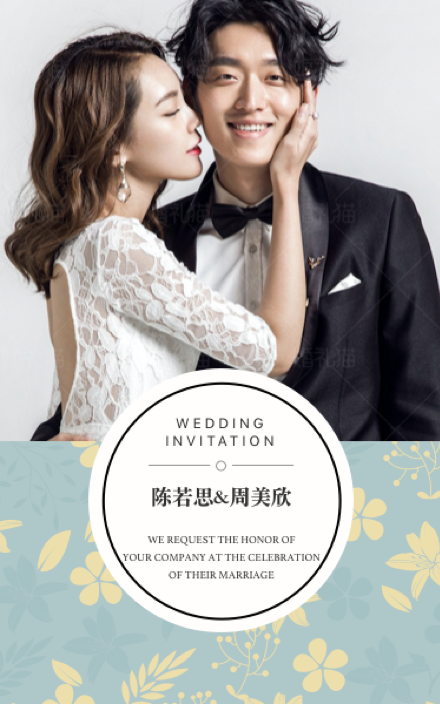 WEDDING
INVITATION
陈若思&周美欣
WE REQUEST THE HONOR OF
YOUR COMPANY AT THE CELEBRATION
OF THEIR MARRIAGE